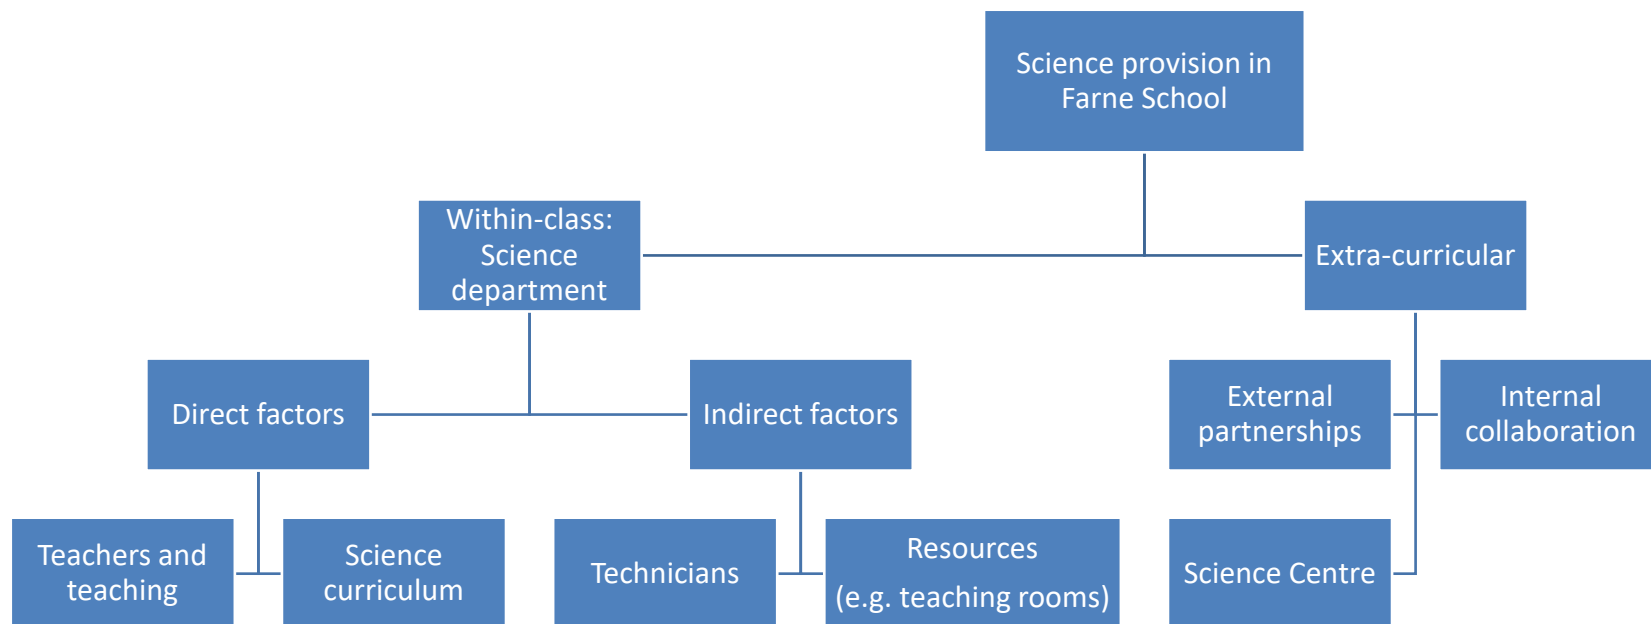 Science provision in
Farne School
Within-class:
Science
department
Extra-curricular
Direct factors
Indirect factors
External
partnerships
Internal
collaboration
Teachers and
teaching
Science
curriculum
Technicians
Resources
(e.g. teaching rooms)
Science Centre